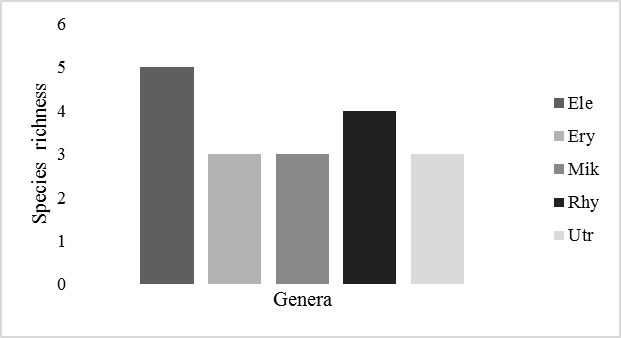 6
5
4
3
2
1
0
Species richness
Genera
Ele
Ery
Mik
Rhy
Utr